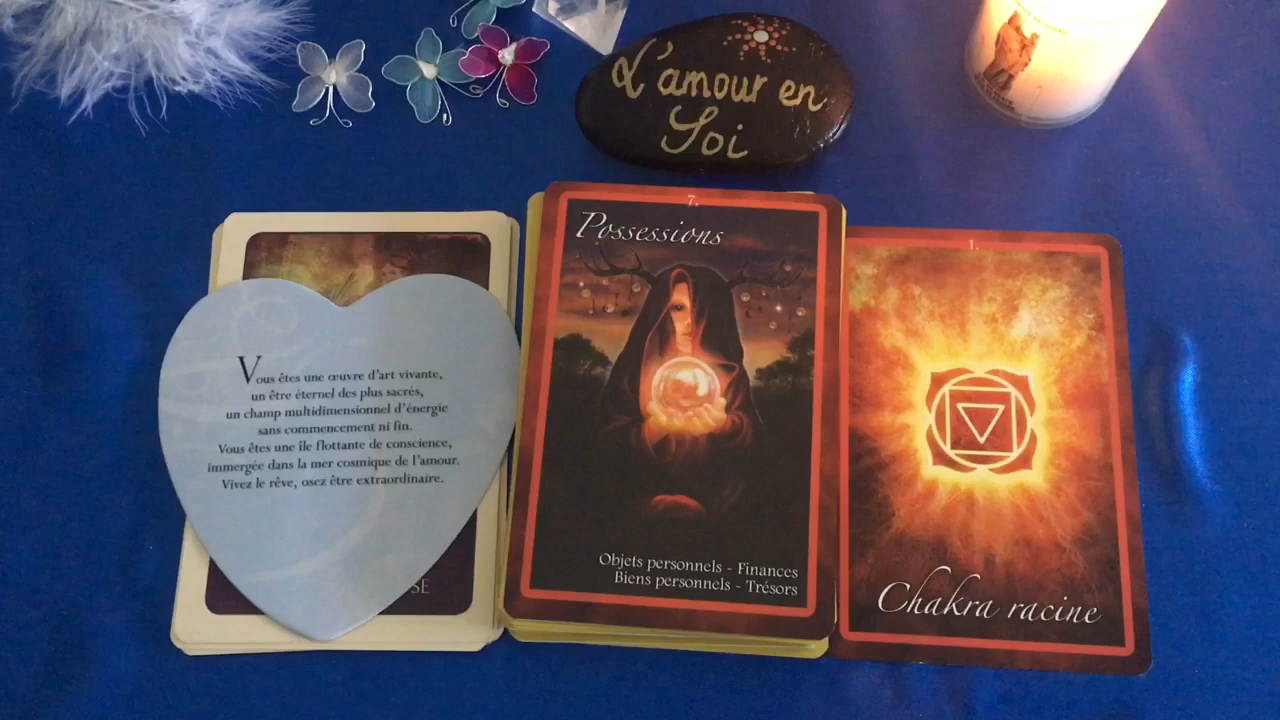 L'amour en
Soi
Vous êtes une œuvre d'art vivante,
un être éternel des plus sacrés,
un champ multidimensionnel d'énergie
sans commencement ni fin.
Vous êtes une île flottante de conscience,
immergée dans la mer cosmique de l'amour.
Vivez le rêve, osez être extraordinaire.
SE
7.
Possessions
Objets personnels - Finances
Biens personnels - Trésors
1.
Chakra racine